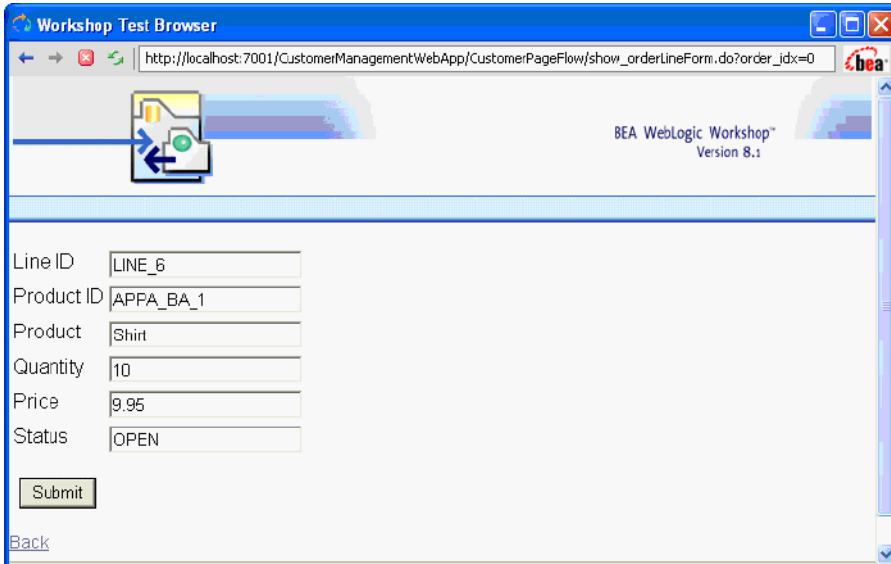 Workshop Test Browser
http://localhost:7001/CustomerManagementWebApp/CustomerPageFlow/show_orderLineForm.do?order_idx=0
bea
BEA WebLogic Workshop™
Version 8.1
Line ID LINE_6
Product ID APPA_BA_1
Product Shirt
Quantity 10
Price 9.95
Status OPEN
Submit
Back